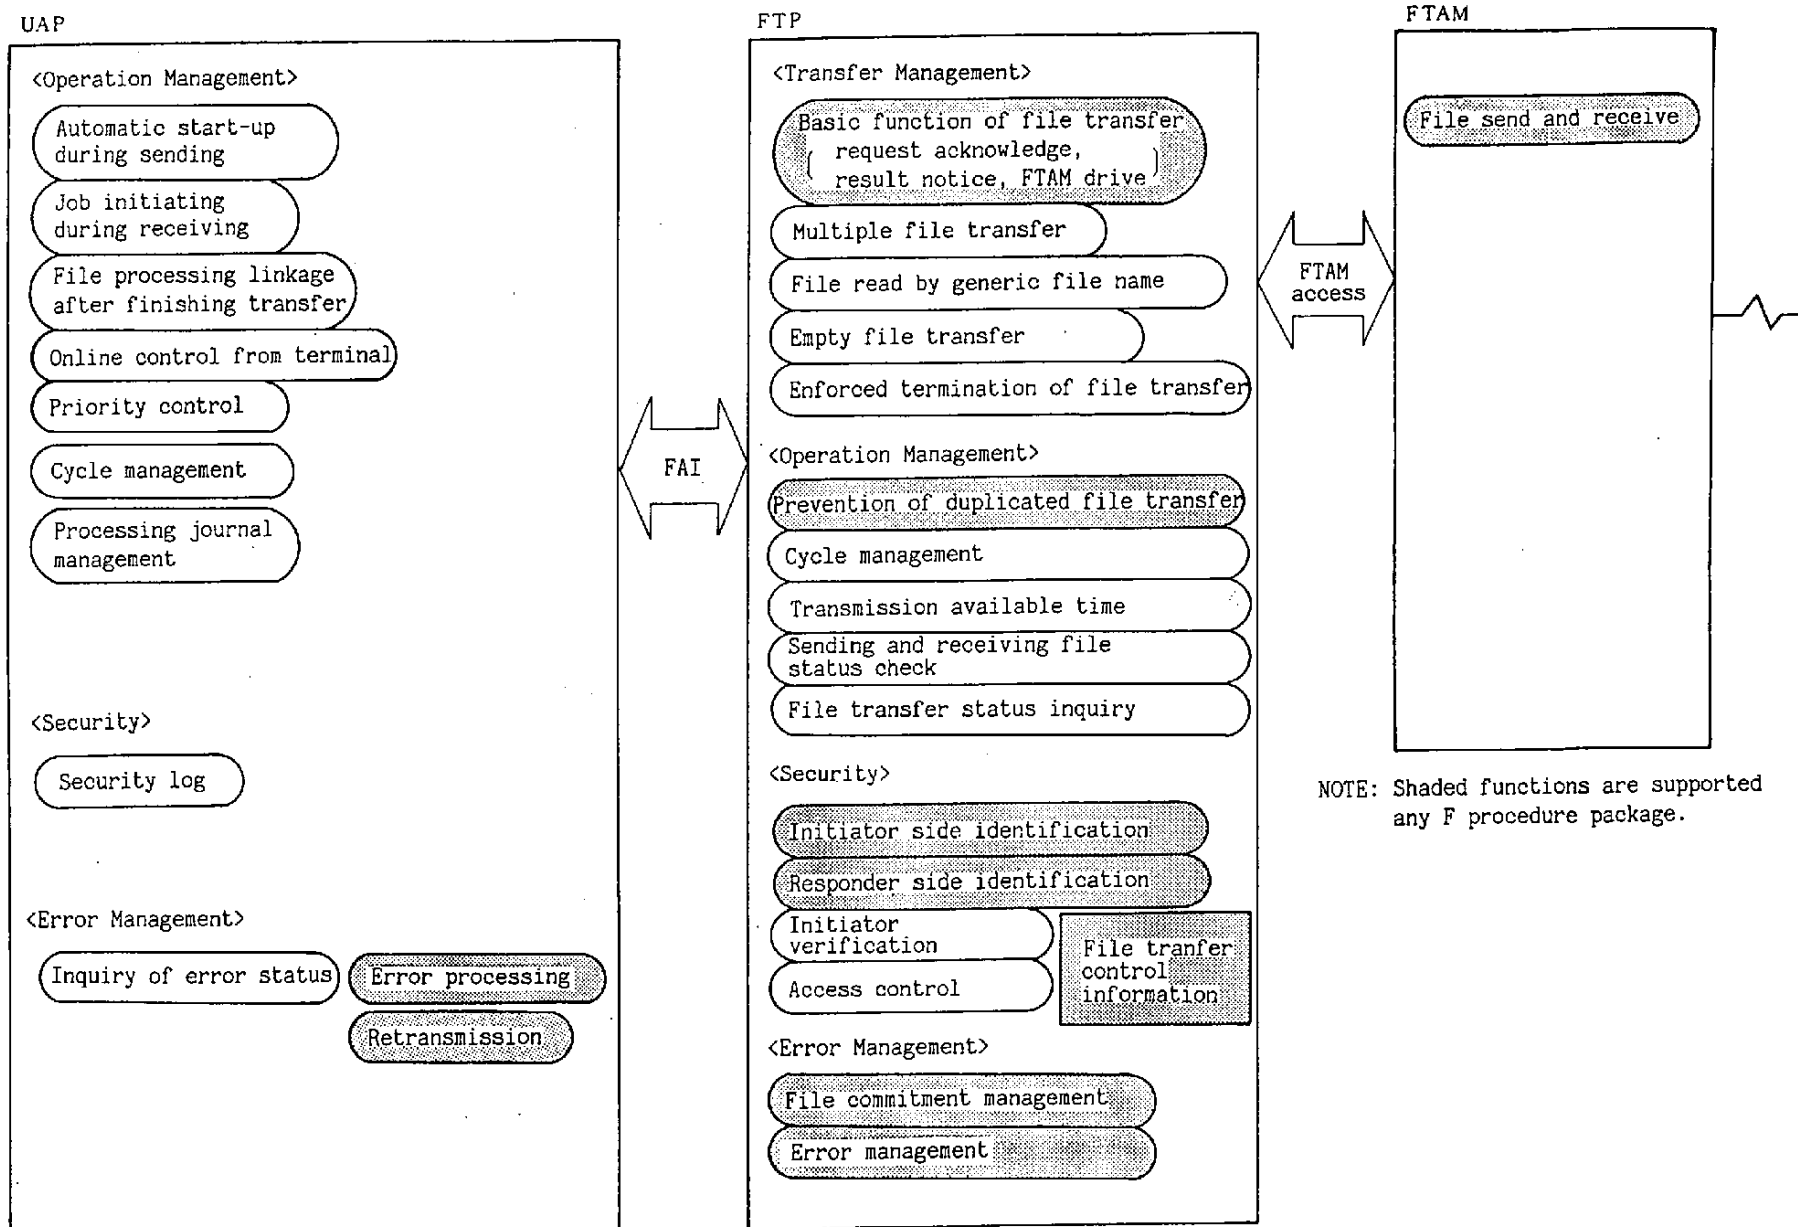 UAP
<Operation Management>
Automatic start-up
during sending
Job initiating
during receiving
File processing linkage
after finishing transfer
Online control from terminal
Priority control
Cycle management
Processing journal
management
<Security>
Security log
<Error Management>
Inquiry of error status
Error processing
Retransmission
FAI
FTP
<Transfer Management>
Basic function of file transfer
( request acknowledge,
result notice, FTAM drive )
Multiple file transfer
File read by generic file name
Empty file transfer
Enforced termination of file transfer
<Operation Management>
Prevention of duplicated file transfer
Cycle management
Transmission available time
Sending and receiving file
status check
File transfer status inquiry
<Security>
Initiator side identification
Responder side identification
Initiator
verification
Access control
File tranfer
control
information
<Error Management>
File commitment management
Error management
FTAM
access
FTAM
File send and receive
NOTE: Shaded functions are supported
any F procedure package.